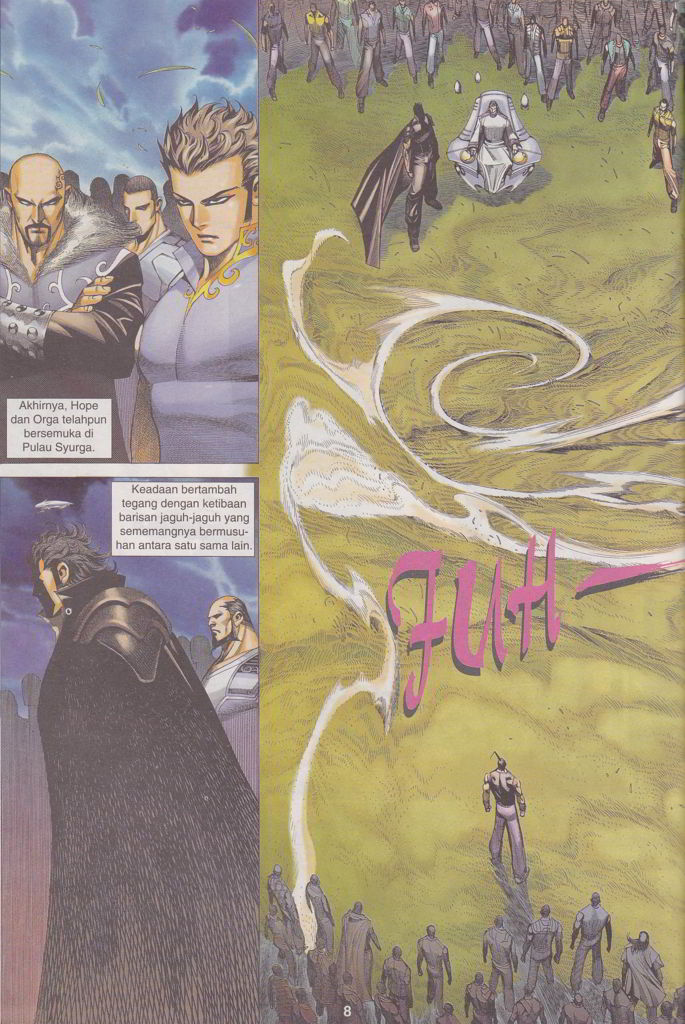 Akhirnya, Hope
dan Orga telahpun
bersemuka di
Pulau Syurga.
Keadaan bertambah
tegang dengan ketibaan
barisan jaguh-jaguh yang
sememangnya bermusu-
han antara satu sama lain.
FUH
8